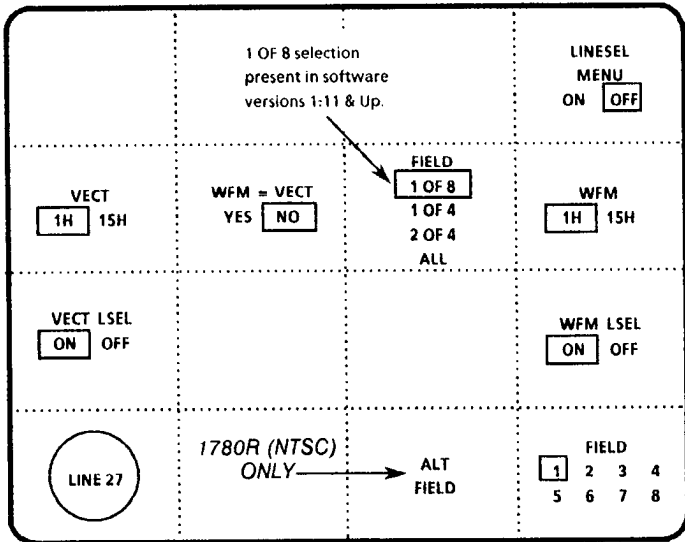 1 OF 8 selection
present in software
versions 1:11 & Up.
LINESEL
MENU
ON OFF
VECT
1H 15H
WFM = VECT
YES NO
FIELD
1 OF 8
1 OF 4
2 OF 4
ALL
WFM
1H 15H
VECT LSEL
ON OFF
WFM LSEL
ON OFF
LINE 27
1780R (NTSC)
ONLY
ALT
FIELD
FIELD
1 2 3 4
5 6 7 8